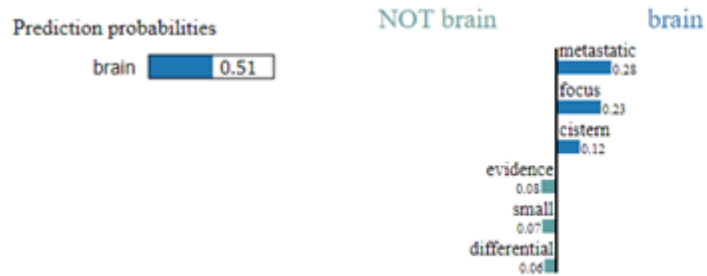 Prediction probabilities
brain 0.51
NOT brain brain
metastatic
0.28
focus
0.23
cistern
0.12
evidence
0.08
small
0.07
differential
0.06